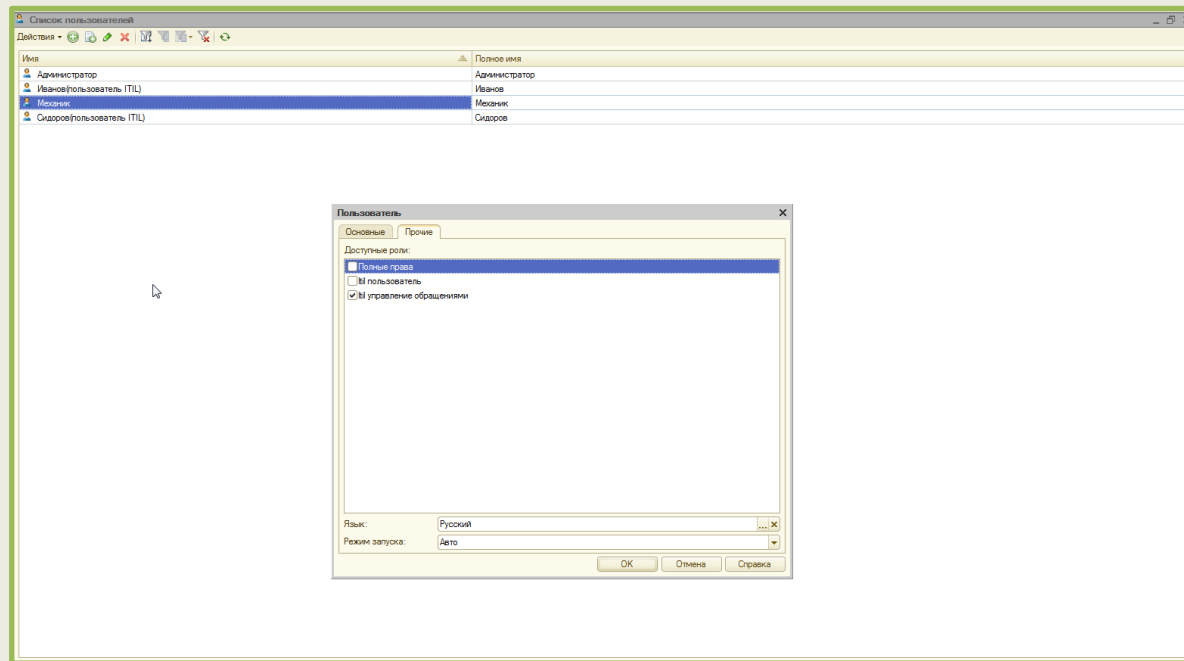 Список пользователей
Действия
Имя Полное имя
Администратор Администратор
Иванов(пользователь ITIL) Иванов
Механик Механик
Сидоров(пользователь ITIL) Сидоров
Пользователь
Основные Прочие
Доступные роли:
Полные права
Itil пользователь
Itil управление обращениями
Язык: Русский
Режим запуска: Авто
OK Отмена Справка